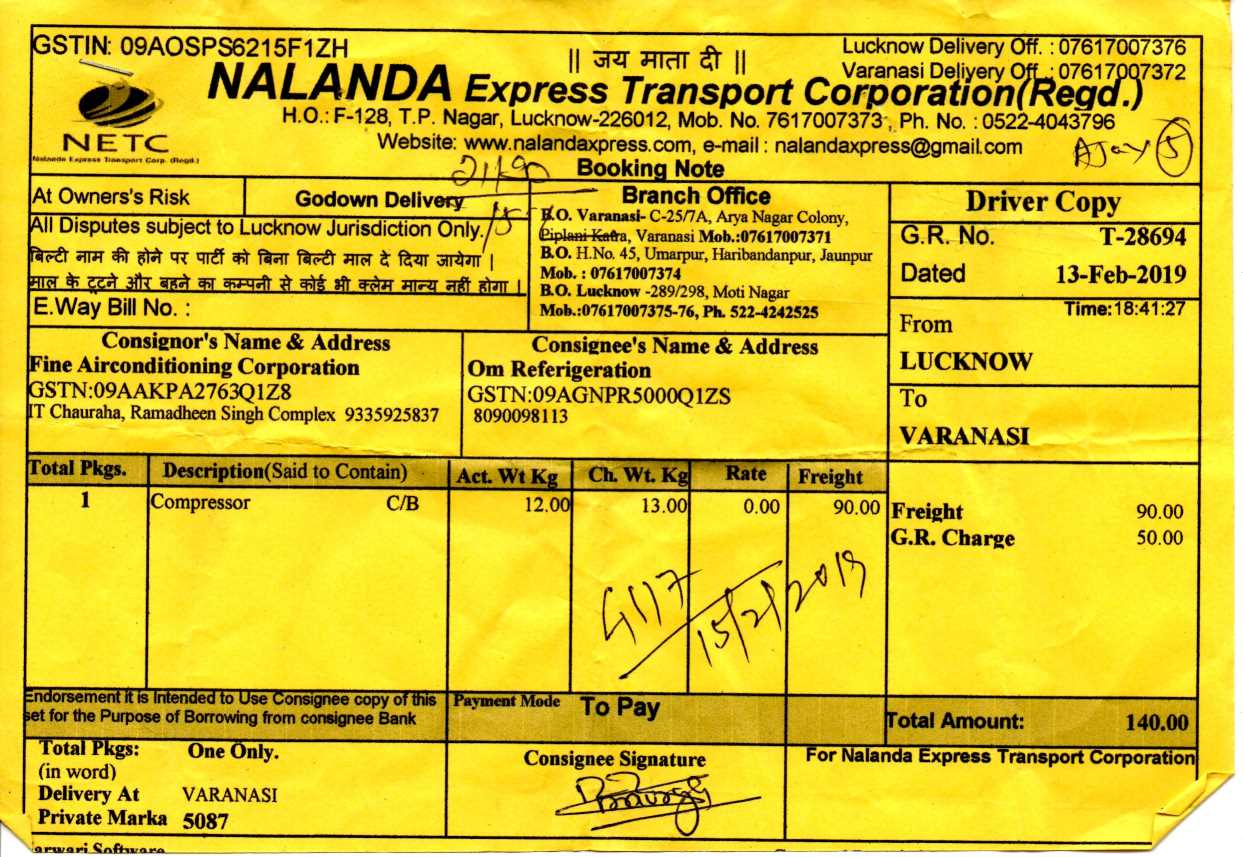 GSTIN: 09AOSPS6215F1ZH
|| जय माता दी ||
Lucknow Delivery Off. : 07617007376
Varanasi Delivery Off. : 07617007372
NALANDA Express Transport Corporation(Regd.)
H.O.: F-128, T.P. Nagar, Lucknow-226012, Mob. No. 7617007373, Ph. No. : 0522-4043796
NETC
Nalanda Express Transport Corp. (Regd.)
Website: www.nalandaxpress.com, e-mail : nalandaxpress@gmail.com
Ajay 5
Booking Note
At Owners's Risk
Godown Delivery
All Disputes subject to Lucknow Jurisdiction Only.
बिल्टी नाम की होने पर पार्टी को बिना बिल्टी माल दे दिया जायेगा |
माल के टूटने और बहने का कम्पनी से कोई भी क्लेम मान्य नहीं होगा |
E.Way Bill No. :
Branch Office
B.O. Varanasi- C-25/7A, Arya Nagar Colony,
Piplani Katra, Varanasi Mob.:07617007371
B.O. H.No. 45, Umarpur, Haribandanpur, Jaunpur
Mob. : 07617007374
B.O. Lucknow -289/298, Moti Nagar
Mob.:07617007375-76, Ph. 522-4242525
Driver Copy
G.R. No. T-28694
Dated 13-Feb-2019
Time:18:41:27
From
LUCKNOW
To
VARANASI
Consignor's Name & Address
Fine Airconditioning Corporation
GSTN:09AAKPA2763Q1Z8
IT Chauraha, Ramadheen Singh Complex 9335925837
Consignee's Name & Address
Om Referigeration
GSTN:09AGNPR5000Q1ZS
8090098113
Total Pkgs. Description(Said to Contain) Act. Wt Kg Ch. Wt. Kg Rate Freight
1 Compressor C/B 12.00 13.00 0.00 90.00
Freight 90.00
G.R. Charge 50.00
15/2/2019
Endorsement it is Intended to Use Consignee copy of this
set for the Purpose of Borrowing from consignee Bank
Payment Mode To Pay
Total Amount: 140.00
Total Pkgs: One Only.
(in word)
Delivery At VARANASI
Private Marka 5087
Consignee Signature
For Nalanda Express Transport Corporation
arwari Software